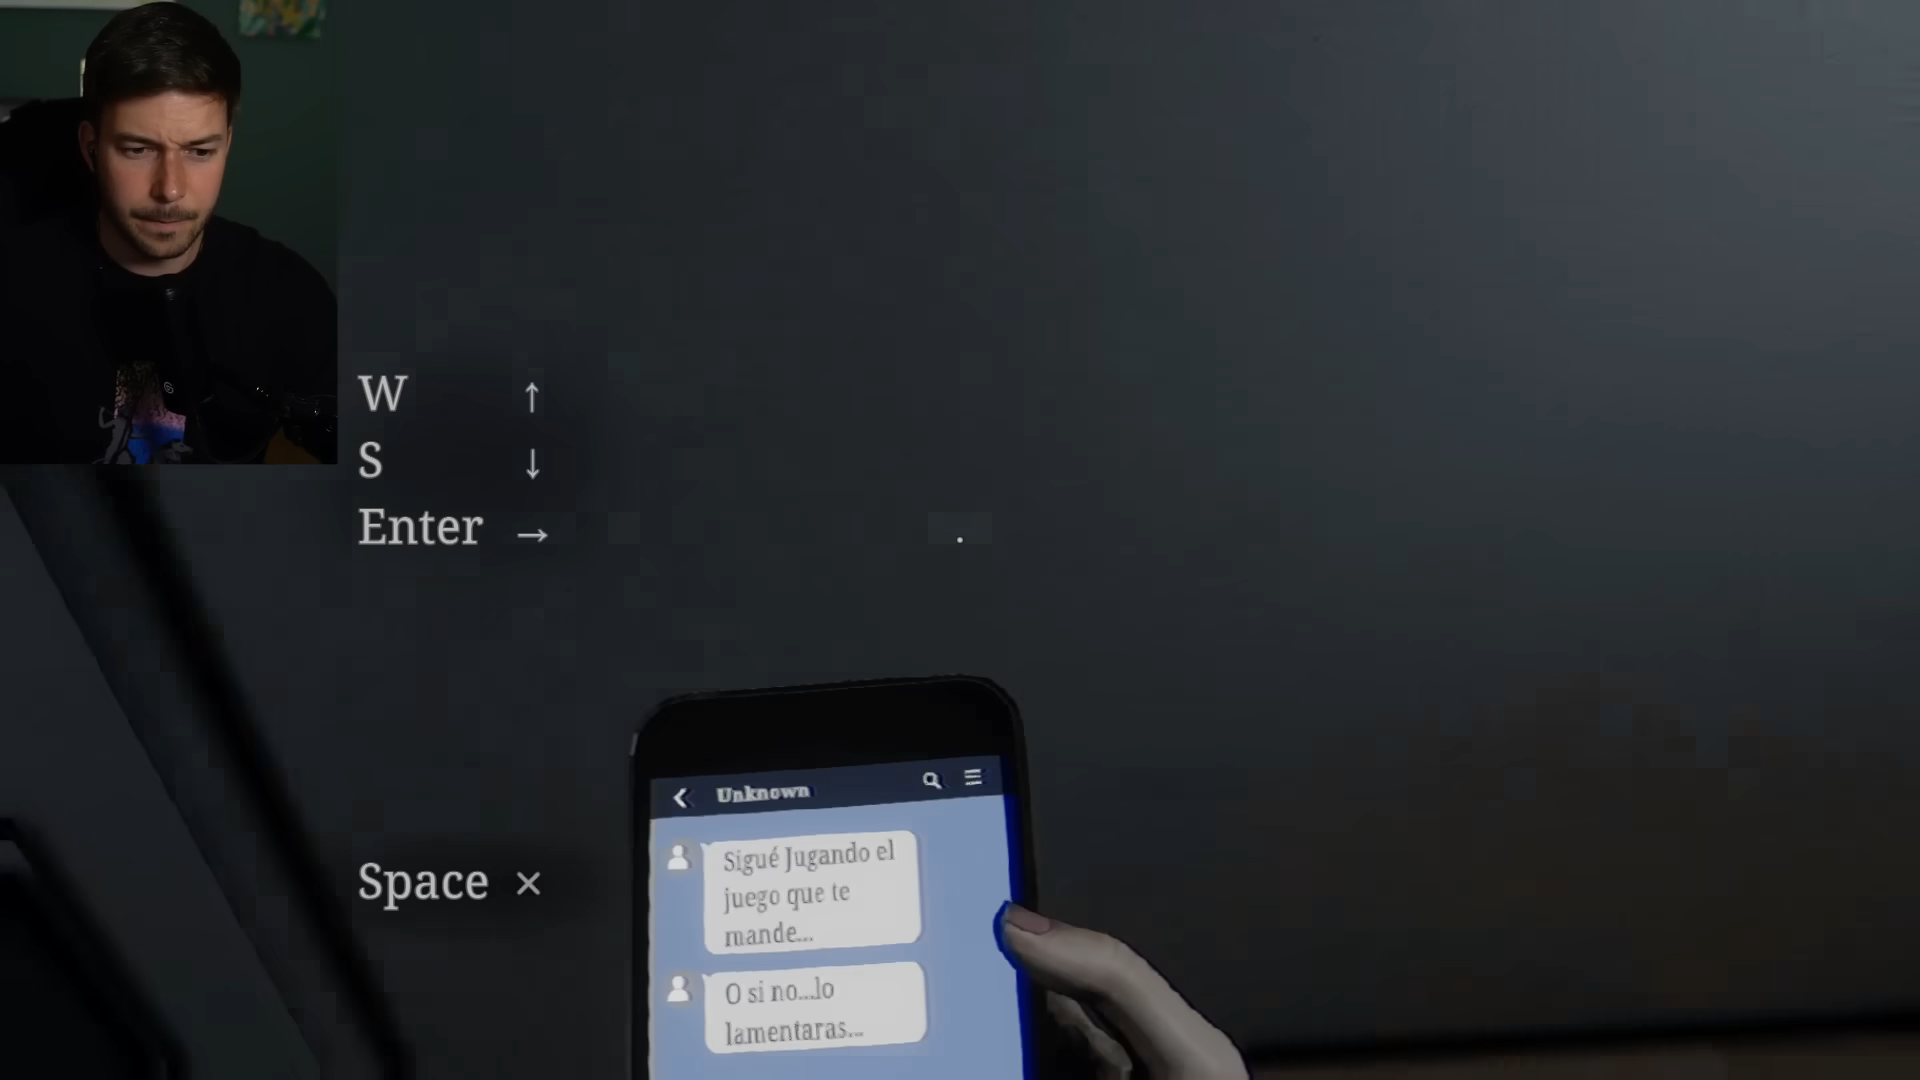 W ↑
S ↓
Enter →
Space ×
Unknown
Sigué Jugando el
juego que te
mande...
O si no...lo
lamentaras...